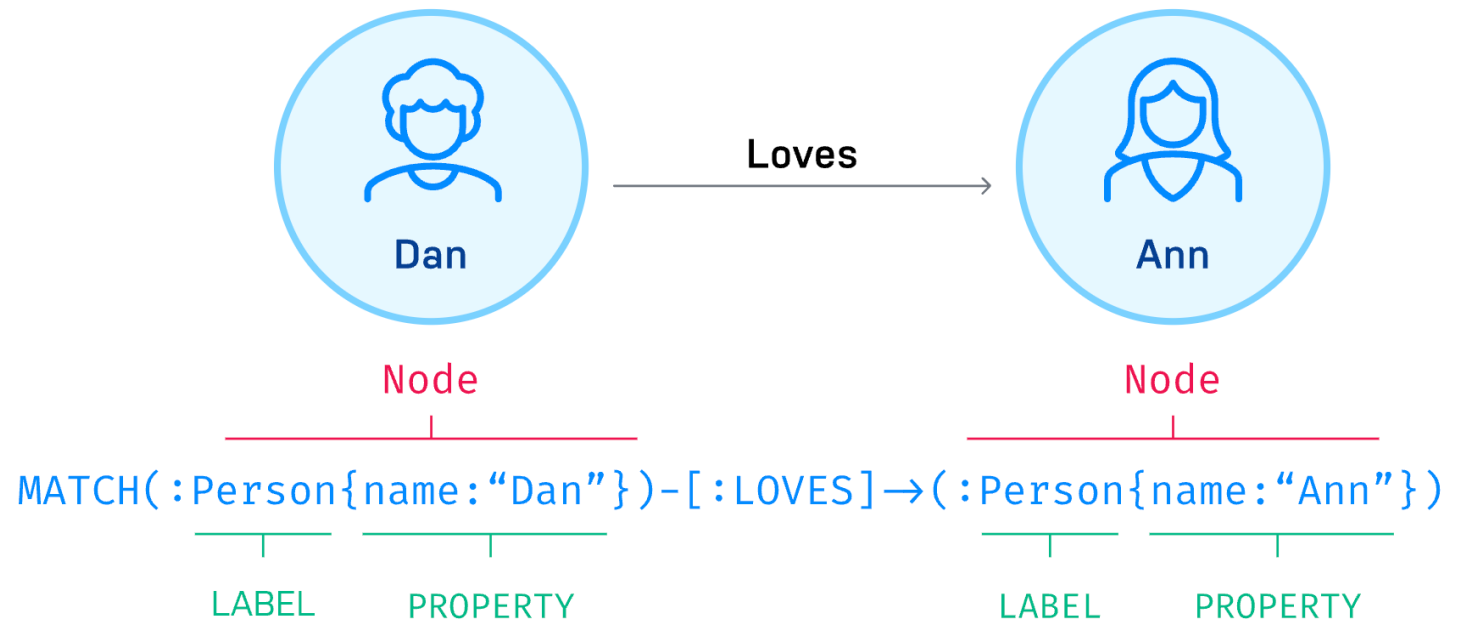 Loves
Dan Ann
Node Node
MATCH(:Person{name:“Dan”})-[:LOVES]→(:Person{name:“Ann”})
LABEL PROPERTY LABEL PROPERTY